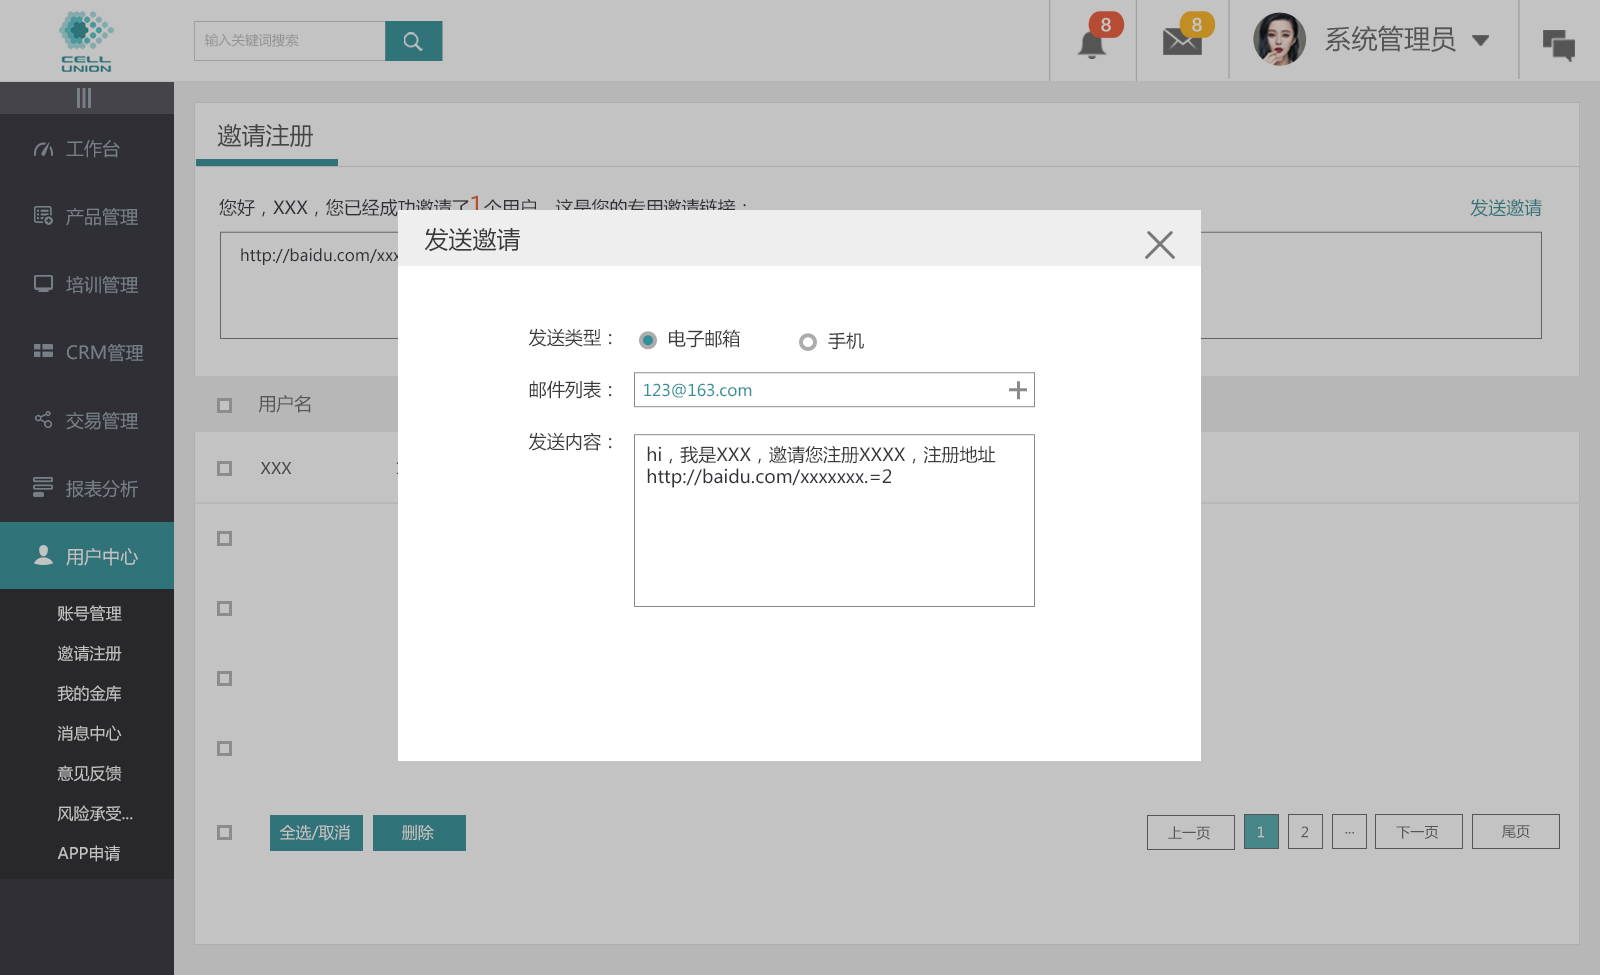 CELL
UNION
输入关键词搜索
8
8
系统管理员
工作台
产品管理
培训管理
CRM管理
交易管理
报表分析
用户中心
账号管理
邀请注册
我的金库
消息中心
意见反馈
风险承受...
APP申请
邀请注册
您好，XXX，您已经成功邀请了1个用户，这是您的专用邀请链接：
发送邀请
http://baidu.com/xxx
用户名
XXX
发送邀请
发送类型：
电子邮箱
手机
邮件列表：
123@163.com
发送内容：
hi，我是XXX，邀请您注册XXXX，注册地址
http://baidu.com/xxxxxxx.=2
全选/取消
删除
上一页
1
2
...
下一页
尾页